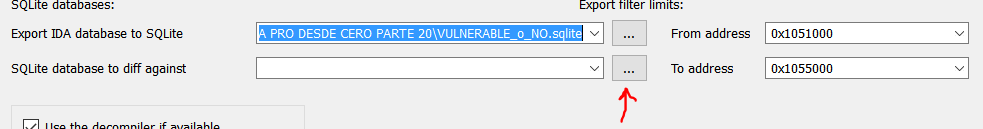 SQLite databases:
Export filter limits:
Export IDA database to SQLite
A PRO DESDE CERO PARTE 20\VULNERABLE_o_NO.sqlite
...
From address
0x1051000
SQLite database to diff against
...
To address
0x1055000
Use the decompiler if available